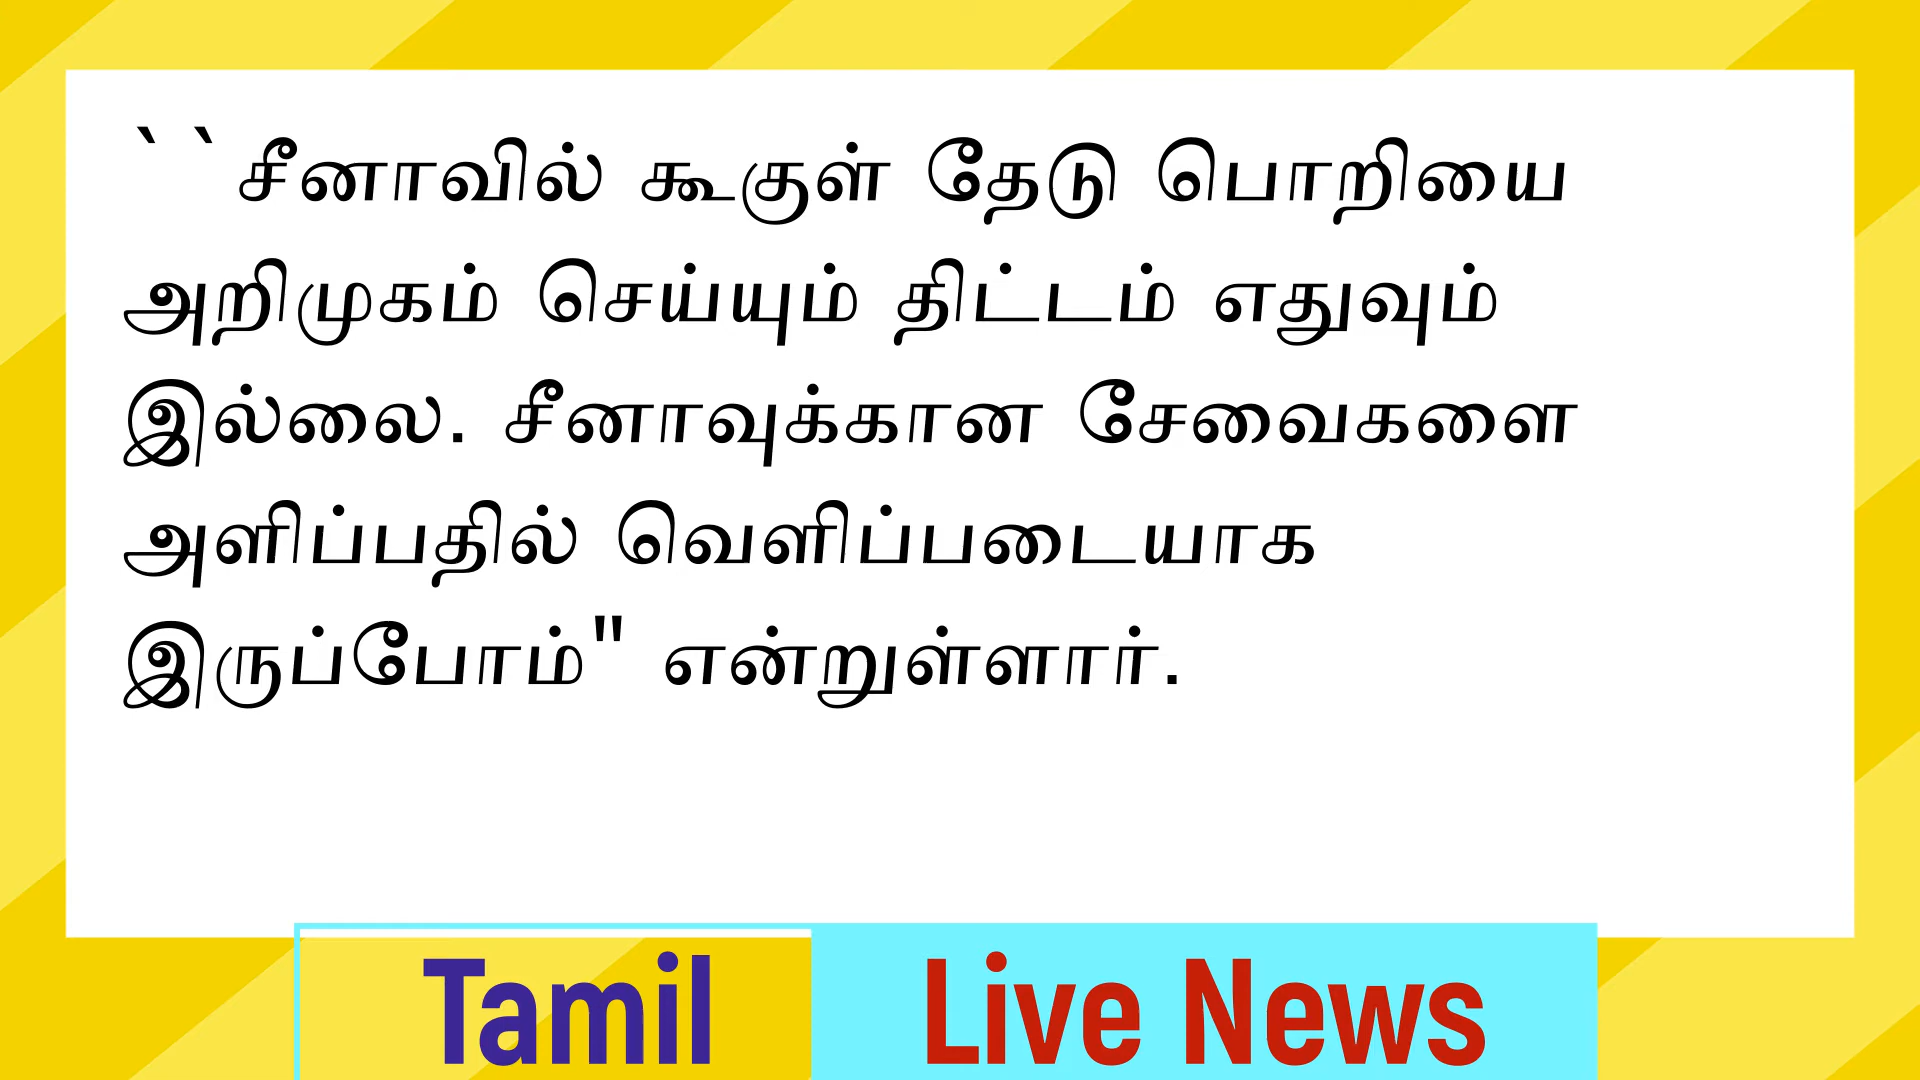 ``சீனாவில் கூகுள் தேடு பொறியை
அறிமுகம் செய்யும் திட்டம் எதுவும்
இல்லை. சீனாவுக்கான சேவைகளை
அளிப்பதில் வெளிப்படையாக
இருப்போம்" என்றுள்ளார்.
Tamil Live News